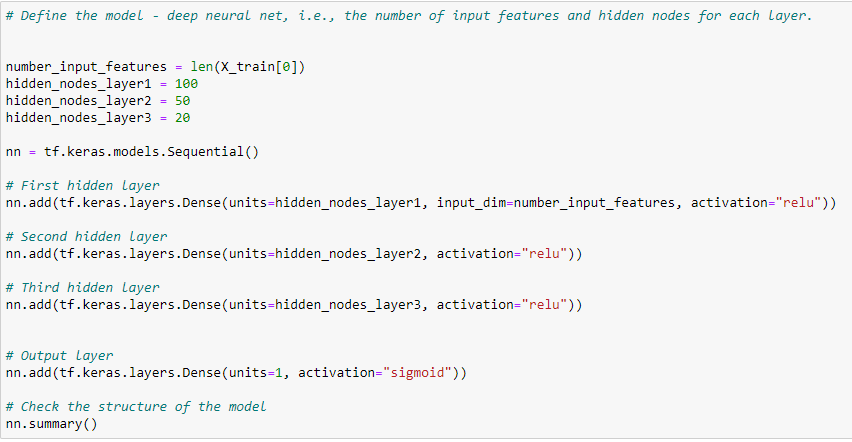 # Define the model - deep neural net, i.e., the number of input features and hidden nodes for each layer.
number_input_features = len(X_train[0])
hidden_nodes_layer1 = 100
hidden_nodes_layer2 = 50
hidden_nodes_layer3 = 20
nn = tf.keras.models.Sequential()
# First hidden layer
nn.add(tf.keras.layers.Dense(units=hidden_nodes_layer1, input_dim=number_input_features, activation="relu"))
# Second hidden layer
nn.add(tf.keras.layers.Dense(units=hidden_nodes_layer2, activation="relu"))
# Third hidden layer
nn.add(tf.keras.layers.Dense(units=hidden_nodes_layer3, activation="relu"))
# Output layer
nn.add(tf.keras.layers.Dense(units=1, activation="sigmoid"))
# Check the structure of the model
nn.summary()